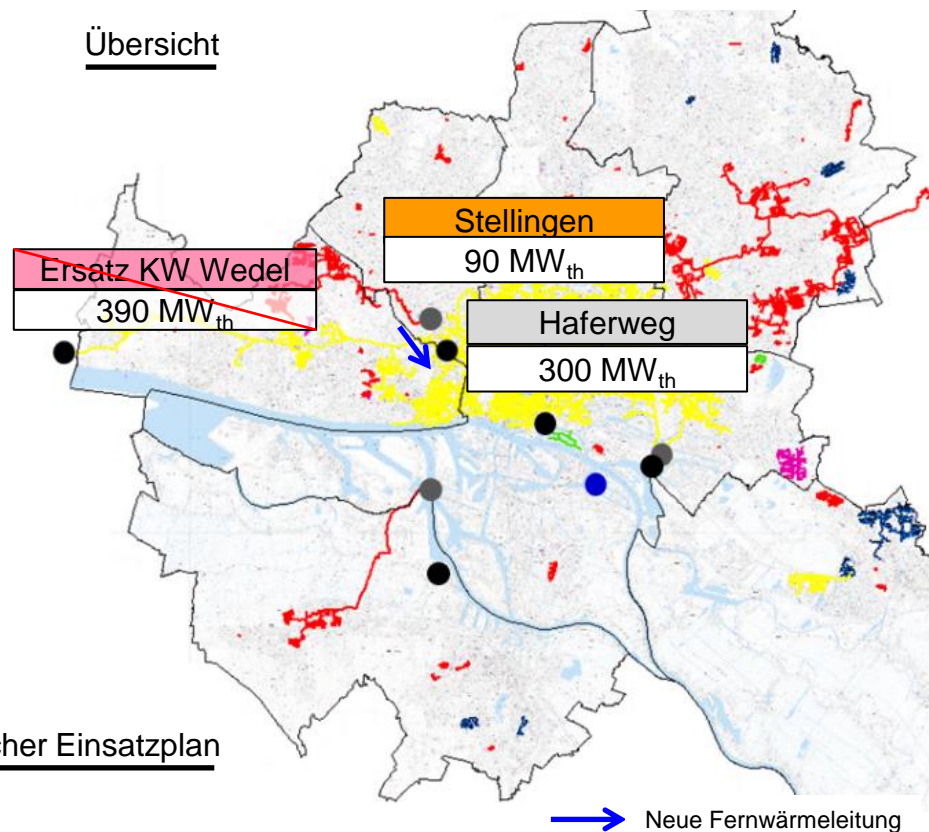 Übersicht
Stellingen
90 MWth
Ersatz KW Wedel
390 MWth
Haferweg
300 MWth
cher Einsatzplan
Neue Fernwärmeleitung